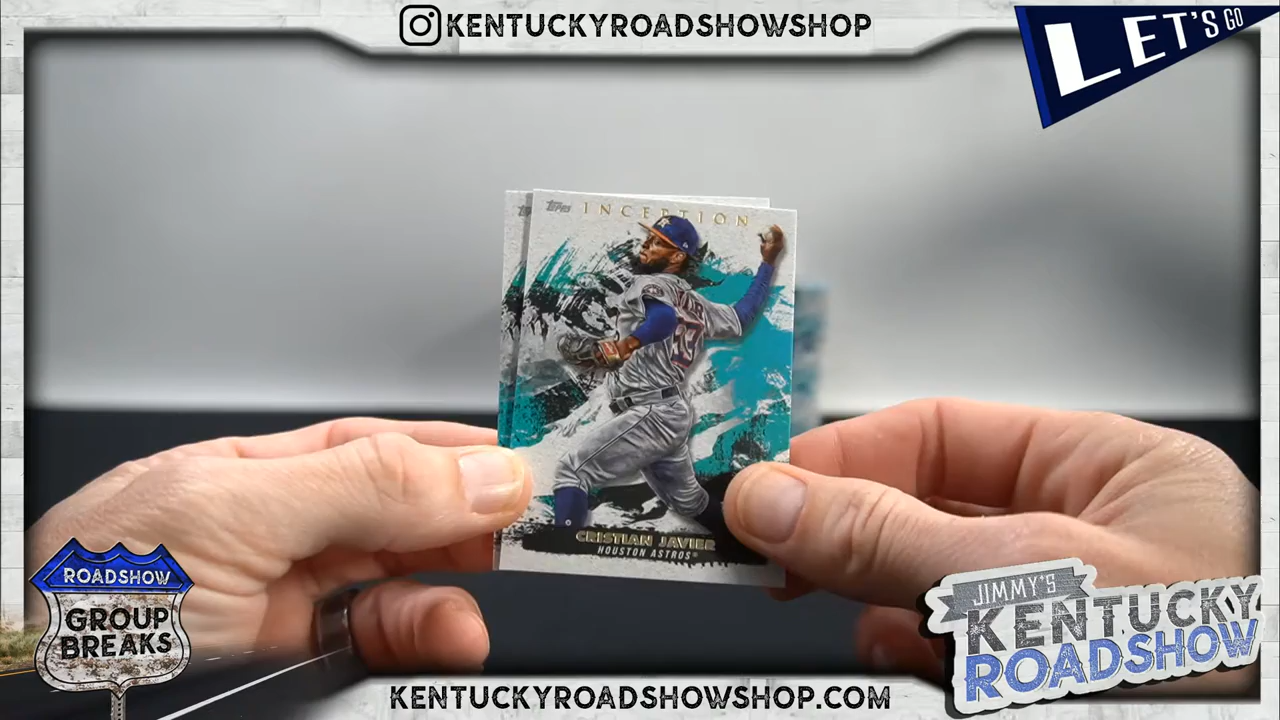 KENTUCKYROADSHOWSHOP
LET'S GO
TOPPS INCEPTION
CRISTIAN JAVIER
HOUSTON ASTROS
ROADSHOW
GROUP
BREAKS
JIMMY'S
KENTUCKY
ROADSHOW
KENTUCKYROADSHOWSHOP.COM